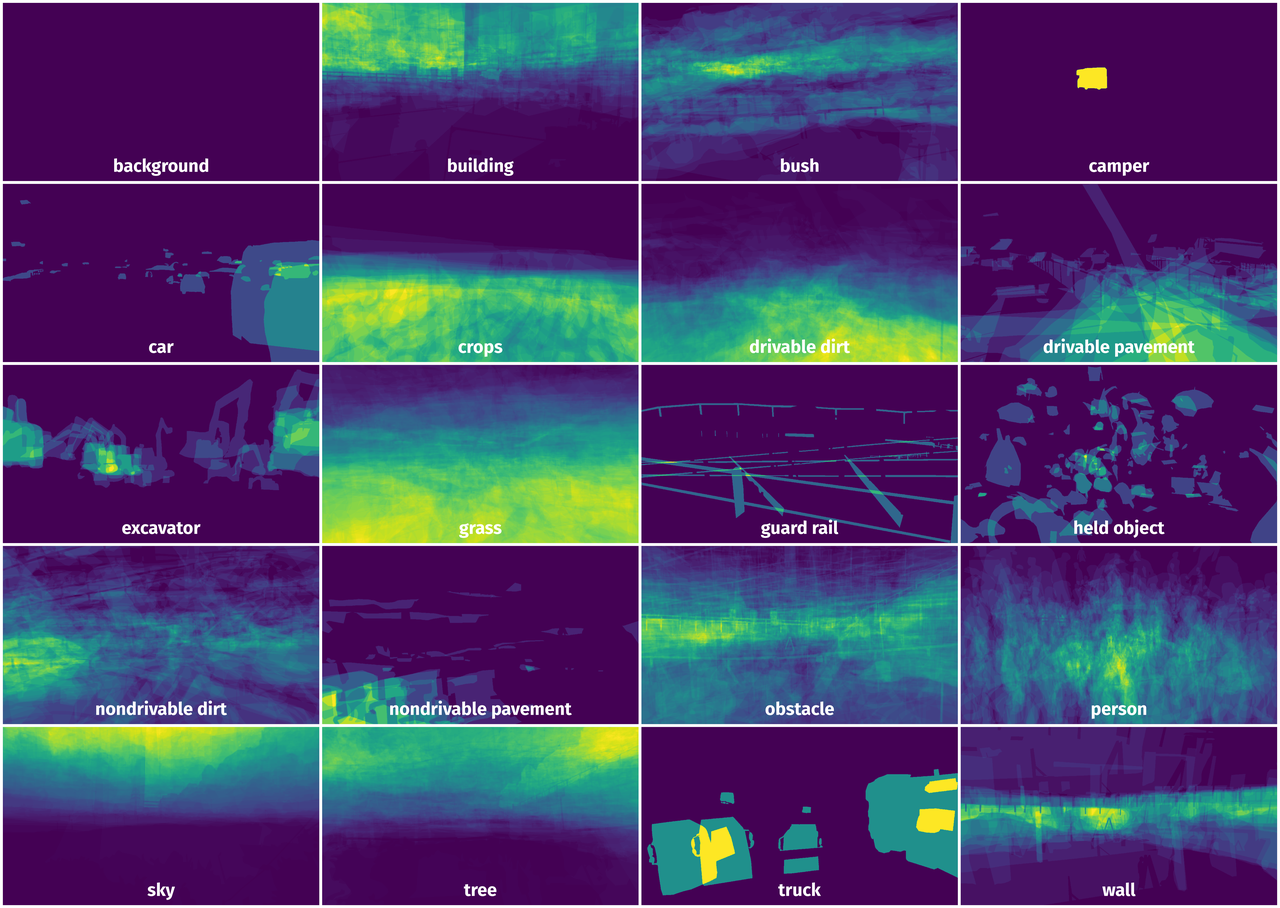 background
building
bush
camper
car
crops
drivable dirt
drivable pavement
excavator
grass
guard rail
held object
nondrivable dirt
nondrivable pavement
obstacle
person
sky
tree
truck
wall